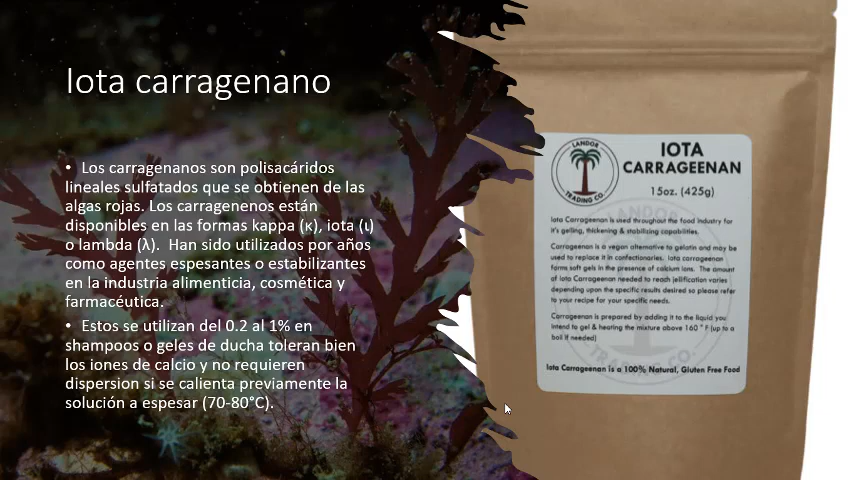 Iota carragenano
• Los carragenanos son polisacáridos
lineales sulfatados que se obtienen de las
algas rojas. Los carragenenos están
disponibles en las formas kappa (κ), iota (ι)
o lambda (λ). Han sido utilizados por años
como agentes espesantes o estabilizantes
en la industria alimenticia, cosmética y
farmacéutica.
• Estos se utilizan del 0.2 al 1% en
shampoos o geles de ducha toleran bien
los iones de calcio y no requieren
dispersion si se calienta previamente la
solución a espesar (70-80°C).
LANDOR
TRADING CO.
IOTA
CARRAGEENAN
15oz. (425g)
Iota Carrageenan is used throughout the food industry for
it's gelling, thickening & stabilizing capabilities.
Carrageenan is a vegan alternative to gelatin and may be
used to replace it in confectionaries. Iota carrageenan
forms soft gels in the presence of calcium ions. The amount
of Iota Carrageenan needed to reach jellification varies
depending upon the specific results desired so please refer
to your recipe for your specific needs.
Carrageenan is prepared by adding it to the liquid you
intend to gel & heating the mixture above 160 ° F (up to a
boil if needed)
Iota Carrageenan is a 100% Natural, Gluten Free Food